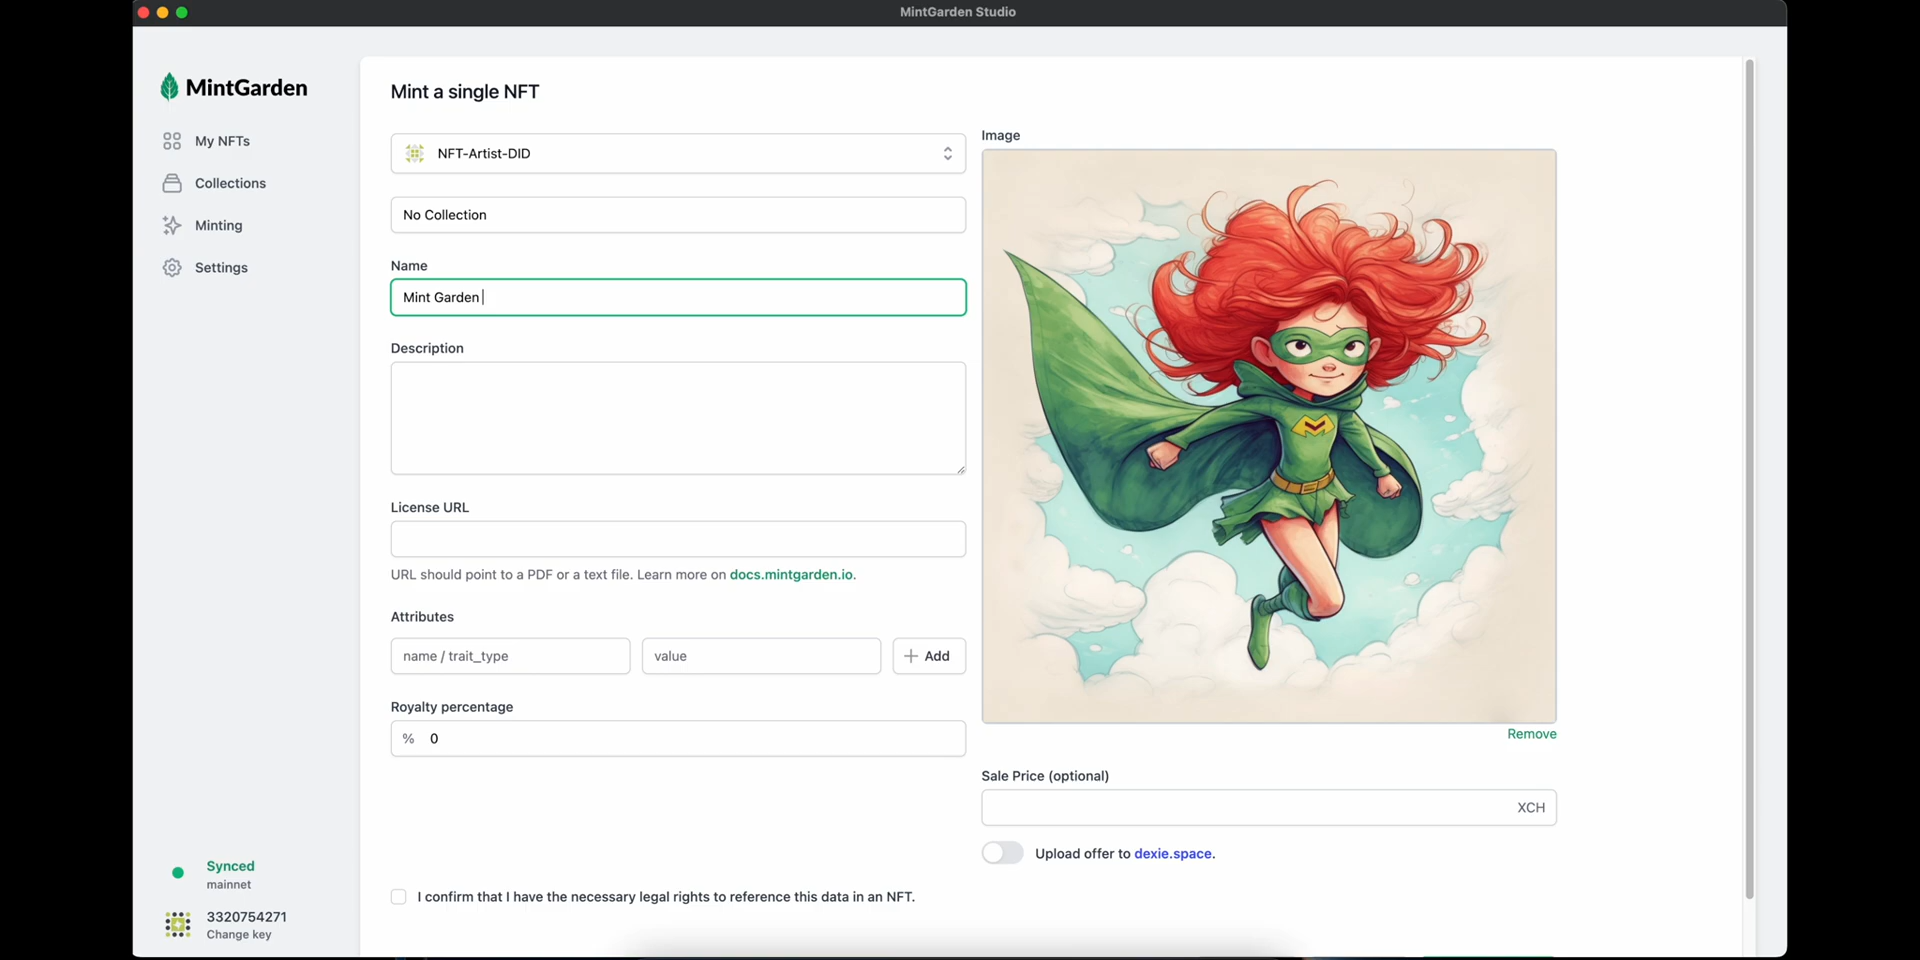 MintGarden Studio
MintGarden
My NFTs
Collections
Minting
Settings
Synced
mainnet
3320754271
Change key
Mint a single NFT
NFT-Artist-DID
No Collection
Name
Mint Garden
Description
License URL
URL should point to a PDF or a text file. Learn more on docs.mintgarden.io.
Attributes
name / trait_type
value
Add
Royalty percentage
% 0
Image
Remove
Sale Price (optional)
XCH
Upload offer to dexie.space.
I confirm that I have the necessary legal rights to reference this data in an NFT.